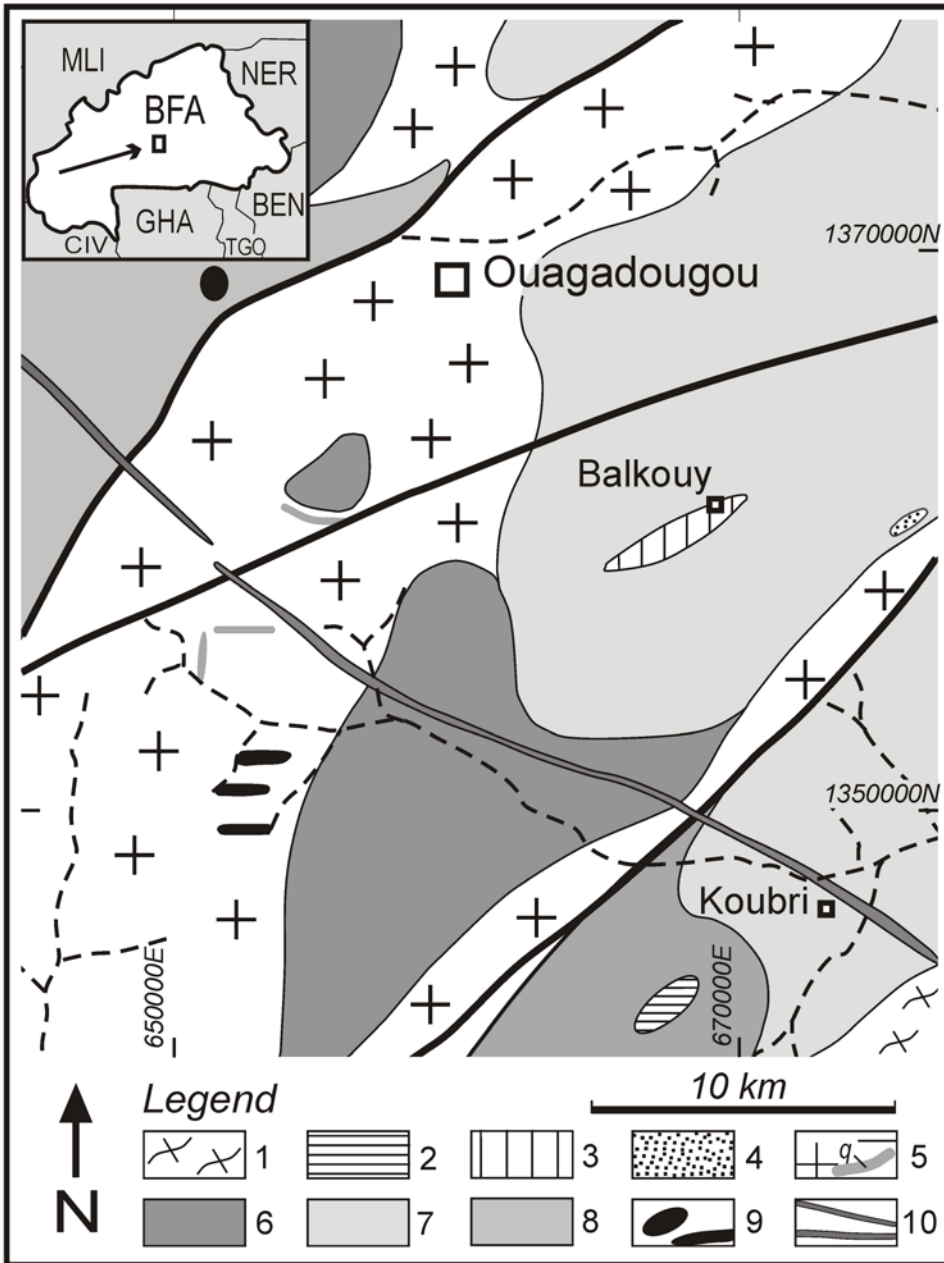 MLI
NER
BFA
BEN
GHA
CIV
TGO
1370000N
Ouagadougou
Balkouy
1350000N
Koubri
650000E
670000E
Legend
10 km
1
2
3
4
q
5
N
6
7
8
9
10